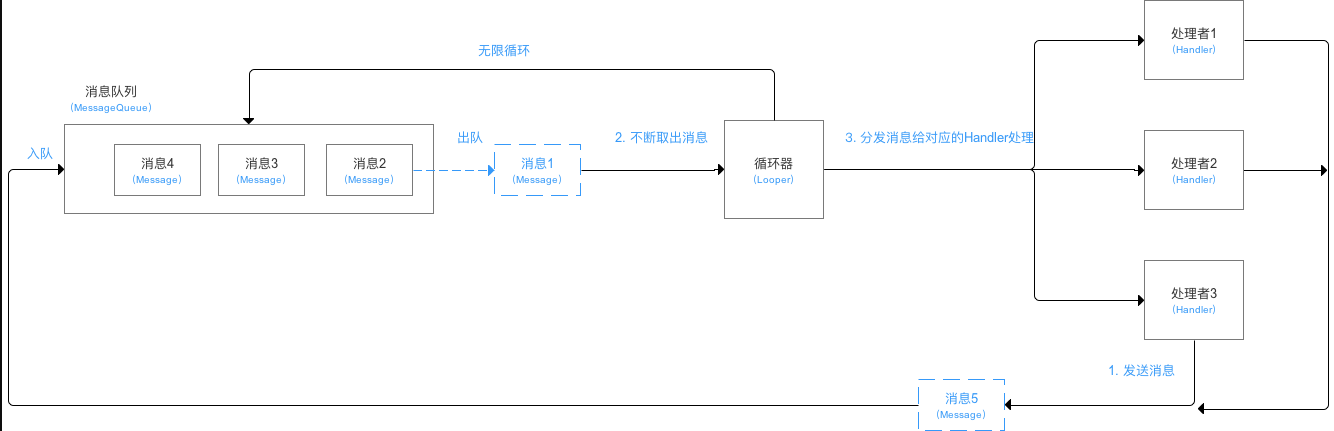 处理者1
(Handler)
无限循环
消息队列
(MessageQueue)
入队
消息4
(Message)
消息3
(Message)
消息2
(Message)
出队
消息1
(Message)
2. 不断取出消息
循环器
(Looper)
3. 分发消息给对应的Handler处理
处理者2
(Handler)
处理者3
(Handler)
1. 发送消息
消息5
(Message)